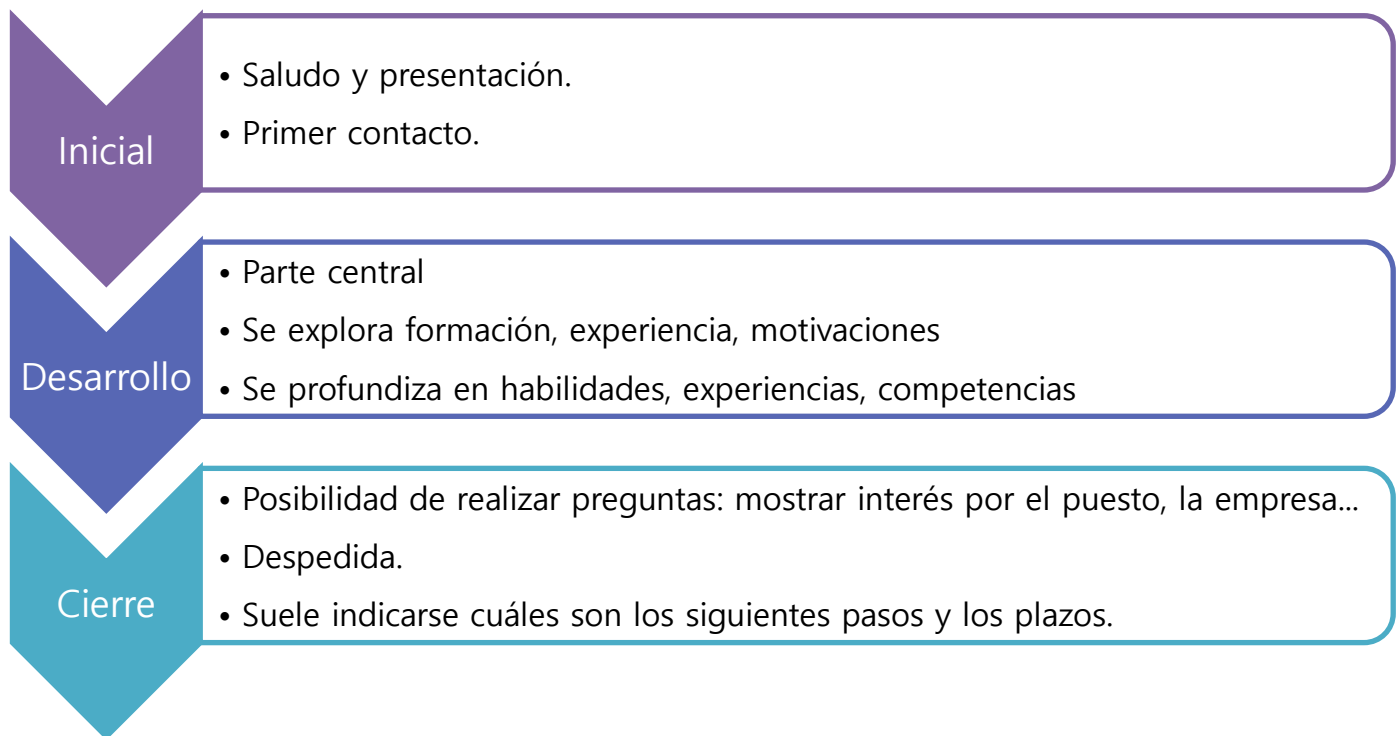 Inicial
• Saludo y presentación.
• Primer contacto.
Desarrollo
• Parte central
• Se explora formación, experiencia, motivaciones
• Se profundiza en habilidades, experiencias, competencias
Cierre
• Posibilidad de realizar preguntas: mostrar interés por el puesto, la empresa...
• Despedida.
• Suele indicarse cuáles son los siguientes pasos y los plazos.